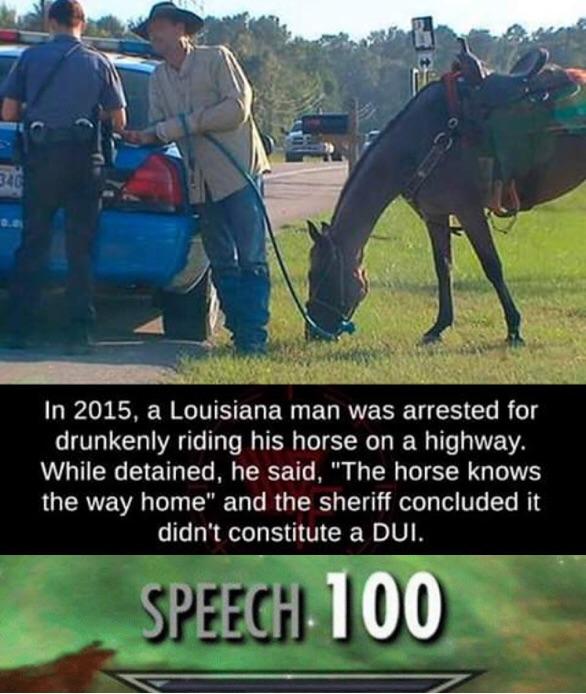 340
In 2015, a Louisiana man was arrested for
drunkenly riding his horse on a highway.
While detained, he said, "The horse knows
the way home" and the sheriff concluded it
didn't constitute a DUI.
SPEECH 100